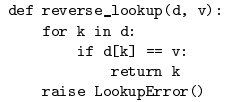 def reverse_lookup(d, v):
    for k in d:
        if d[k] == v:
            return k
    raise LookupError()